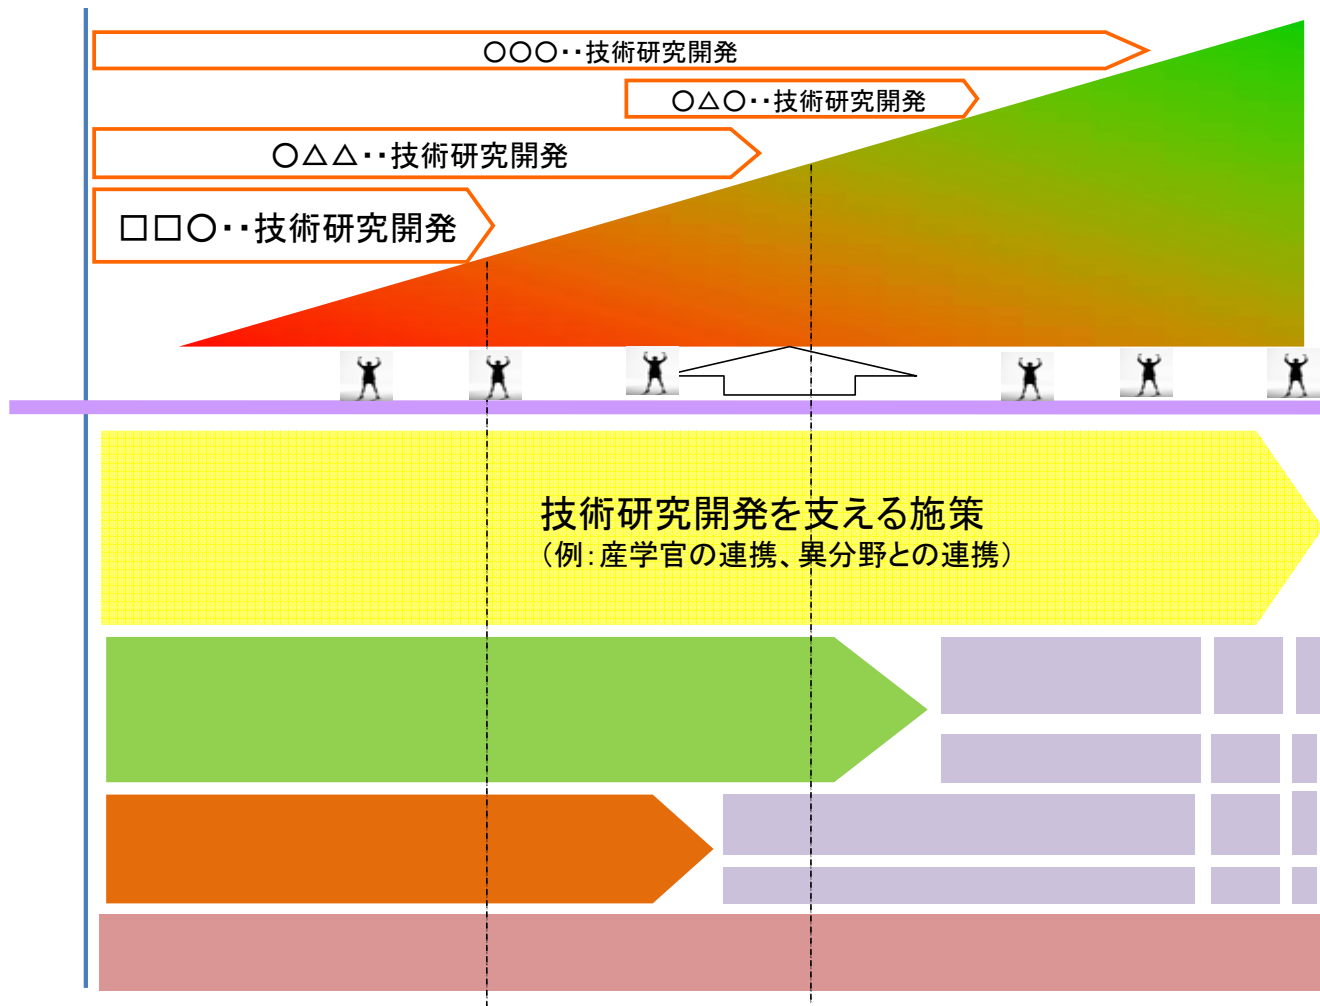 ○○○・・技術研究開発
○△○・・技術研究開発
○△△・・技術研究開発
□□○・・技術研究開発
技術研究開発を支える施策
（例：産学官の連携、異分野との連携）